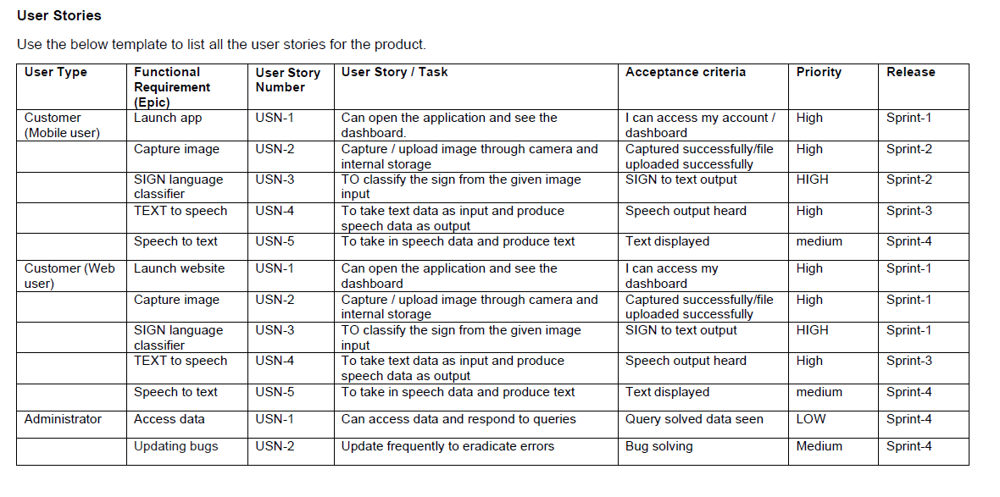 User Stories
Use the below template to list all the user stories for the product.
User Type Functional Requirement (Epic) User Story Number User Story / Task Acceptance criteria Priority Release
Customer (Mobile user) Launch app USN-1 Can open the application and see the dashboard. I can access my account / dashboard High Sprint-1
Capture image USN-2 Capture / upload image through camera and internal storage Captured successfully/file uploaded successfully High Sprint-2
SIGN language classifier USN-3 TO classify the sign from the given image input SIGN to text output HIGH Sprint-2
TEXT to speech USN-4 To take text data as input and produce speech data as output Speech output heard High Sprint-3
Speech to text USN-5 To take in speech data and produce text Text displayed medium Sprint-4
Customer (Web user) Launch website USN-1 Can open the application and see the dashboard I can access my dashboard High Sprint-1
Capture image USN-2 Capture / upload image through camera and internal storage Captured successfully/file uploaded successfully High Sprint-1
SIGN language classifier USN-3 TO classify the sign from the given image input SIGN to text output HIGH Sprint-1
TEXT to speech USN-4 To take text data as input and produce speech data as output Speech output heard High Sprint-3
Speech to text USN-5 To take in speech data and produce text Text displayed medium Sprint-4
Administrator Access data USN-1 Can access data and respond to queries Query solved data seen LOW Sprint-4
Updating bugs USN-2 Update frequently to eradicate errors Bug solving Medium Sprint-4